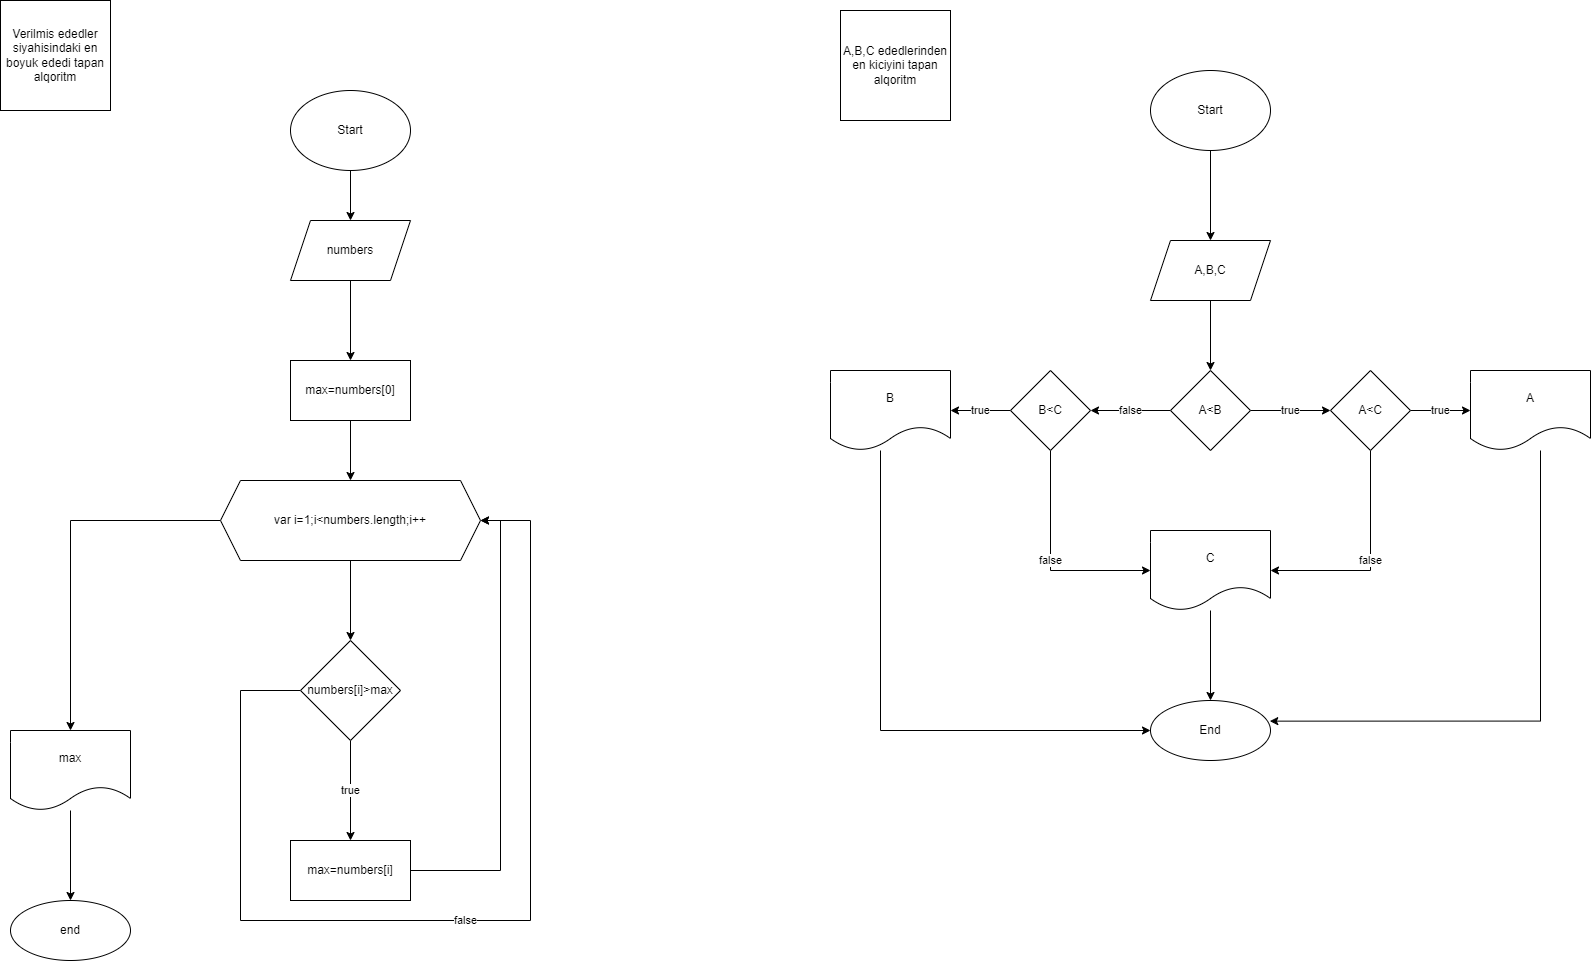 Verilmis ededler
siyahisindaki en
boyuk ededi tapan
alqoritm
Start
numbers
max=numbers[0]
var i=1;i<numbers.length;i++
numbers[i]>max
true
max=numbers[i]
false
max
end
A,B,C ededlerinden
en kiciyini tapan
alqoritm
Start
A,B,C
B
true
B<C
false
A<B
true
A<C
true
A
false
C
false
End